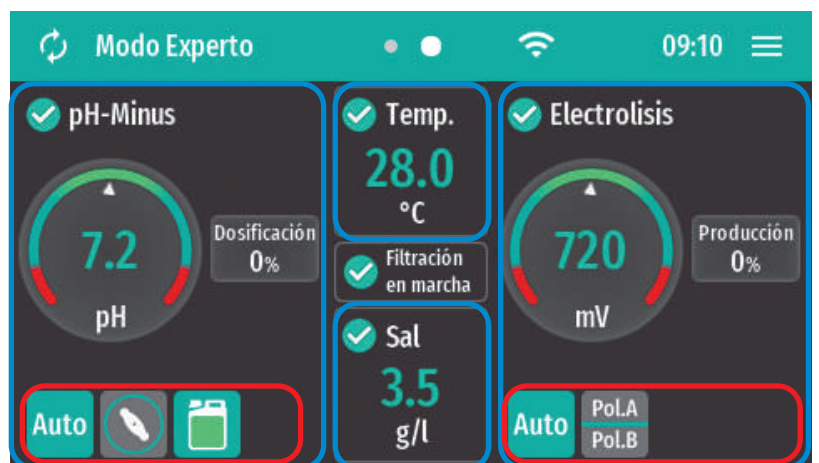 Modo Experto
09:10
pH-Minus
7.2
pH
Dosificación
0%
Auto
Temp.
28.0
°C
Filtración
en marcha
Sal
3.5
g/l
Electrolisis
720
mV
Producción
0%
Auto
Pol.A
Pol.B